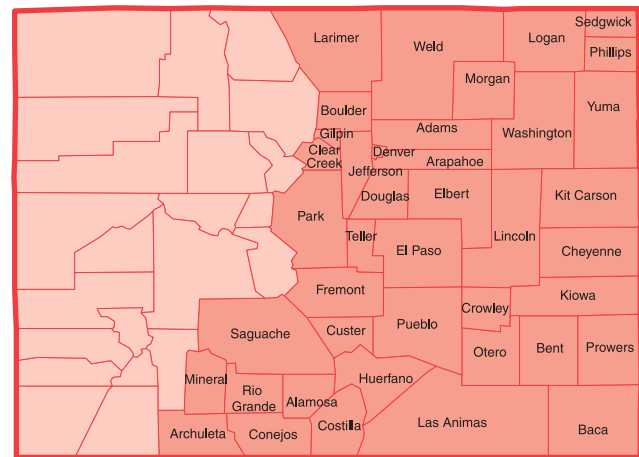 Sedgwick
Larimer
Weld
Logan
Phillips
Morgan
Yuma
Boulder
Gilpin
Adams
Washington
Clear
Creek
Denver
Arapahoe
Jefferson
Douglas
Elbert
Kit Carson
Park
Teller
El Paso
Lincoln
Cheyenne
Fremont
Crowley
Kiowa
Saguache
Custer
Pueblo
Otero
Bent
Prowers
Mineral
Rio
Grande
Alamosa
Huerfano
Costilla
Las Animas
Archuleta
Conejos
Baca